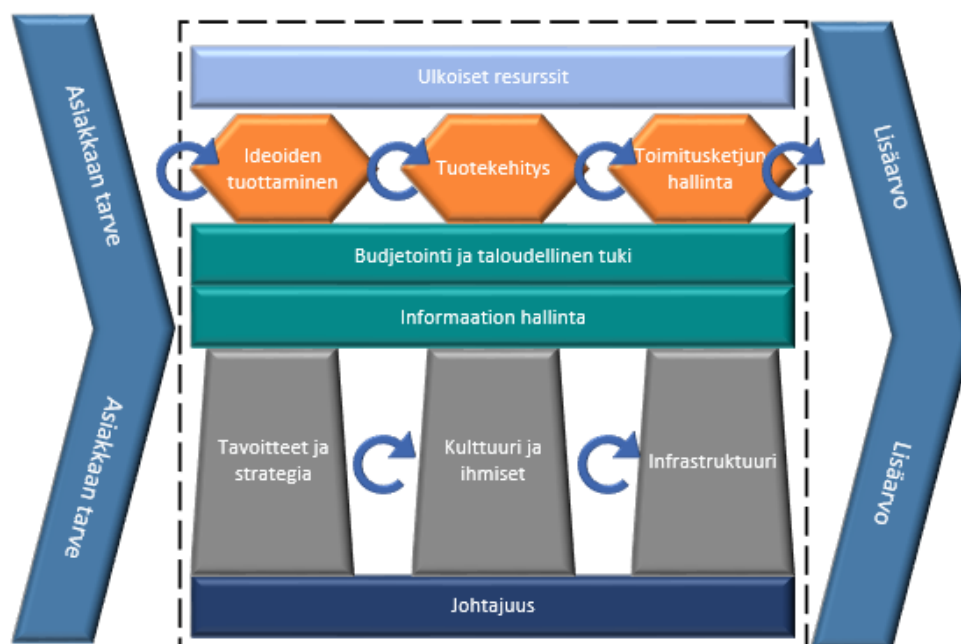 Asiakkaan tarve
Asiakkaan tarve
Ulkoiset resurssit
Ideoiden
tuottaminen
Tuotekehitys
Toimitusketjun
hallinta
Budjetointi ja taloudellinen tuki
Informaation hallinta
Tavoitteet ja
strategia
Kulttuuri ja
ihmiset
Infrastruktuuri
Johtajuus
Lisäarvo
Lisäarvo